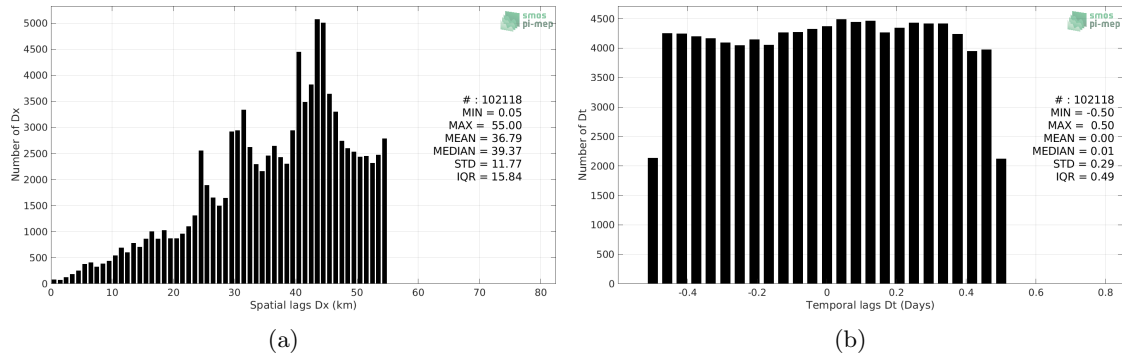 smos
pi-mep
5000
4500
4000
3500
3000
2500
2000
1500
1000
500
0
Number of Dx
# : 102118
MIN = 0.05
MAX = 55.00
MEAN = 36.79
MEDIAN = 39.37
STD = 11.77
IQR = 15.84
0 10 20 30 40 50 60 70 80
Spatial lags Dx (km)
(a)
smos
pi-mep
4500
4000
3500
3000
2500
2000
1500
1000
500
0
Number of Dt
# : 102118
MIN = -0.50
MAX = 0.50
MEAN = 0.00
MEDIAN = 0.01
STD = 0.29
IQR = 0.49
-0.4 -0.2 0 0.2 0.4 0.6 0.8
Temporal lags Dt (Days)
(b)